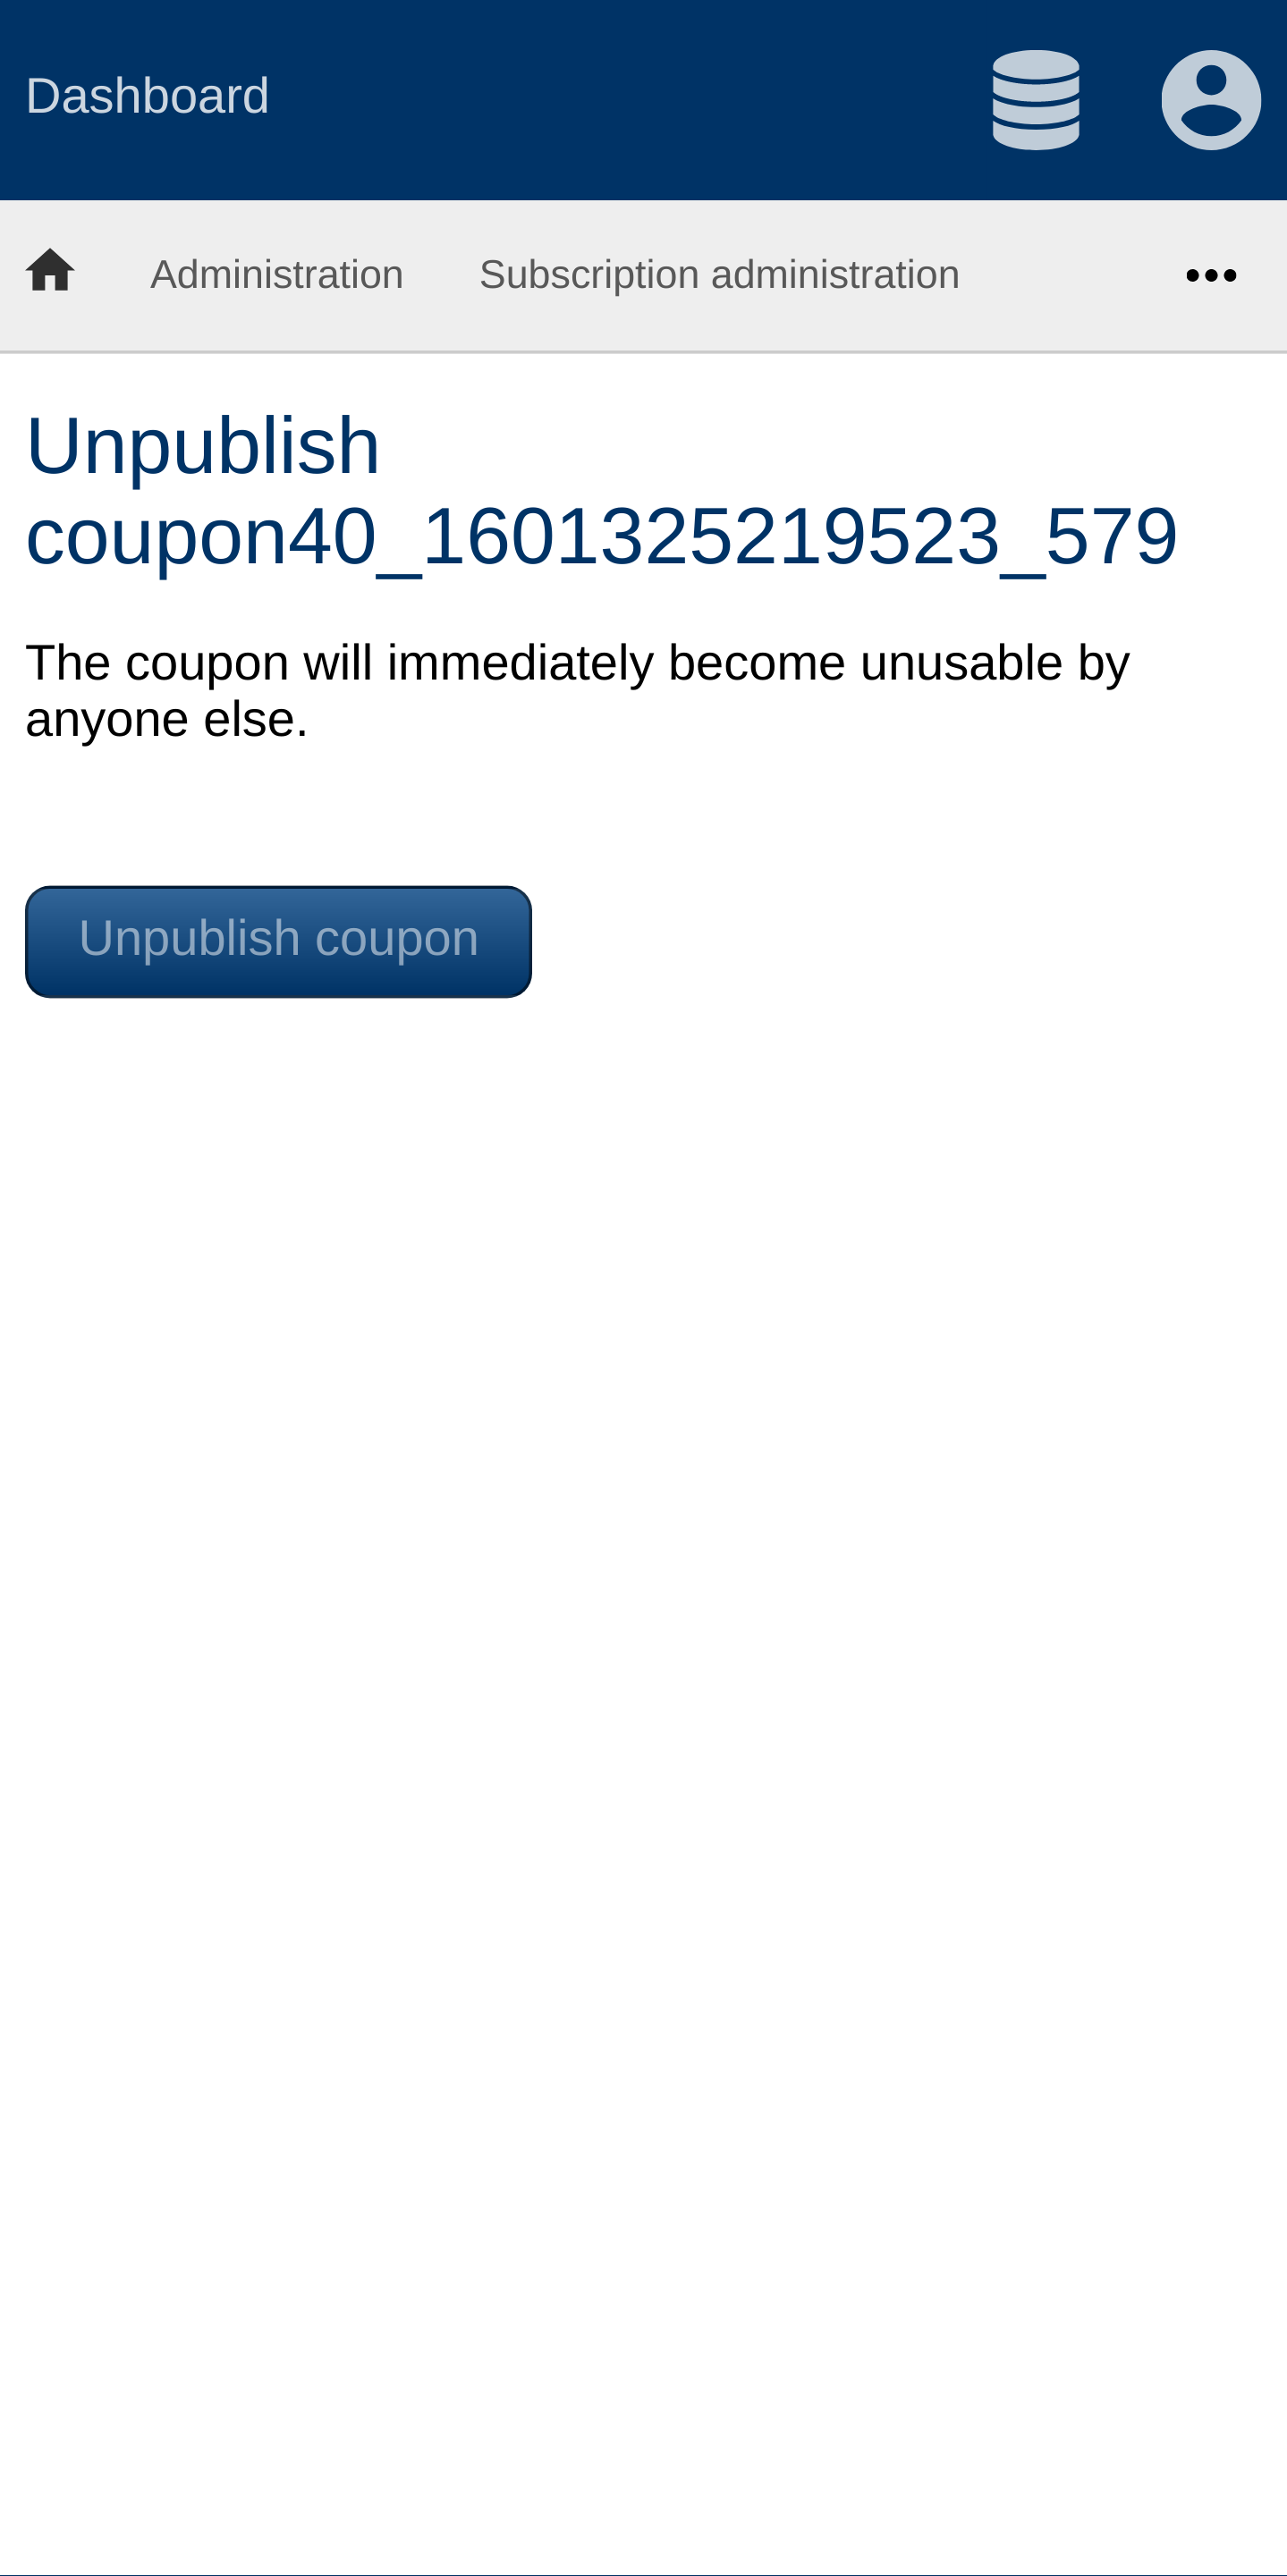 Dashboard
Administration Subscription administration
Unpublish
coupon40_1601325219523_579
The coupon will immediately become unusable by
anyone else.
Unpublish coupon